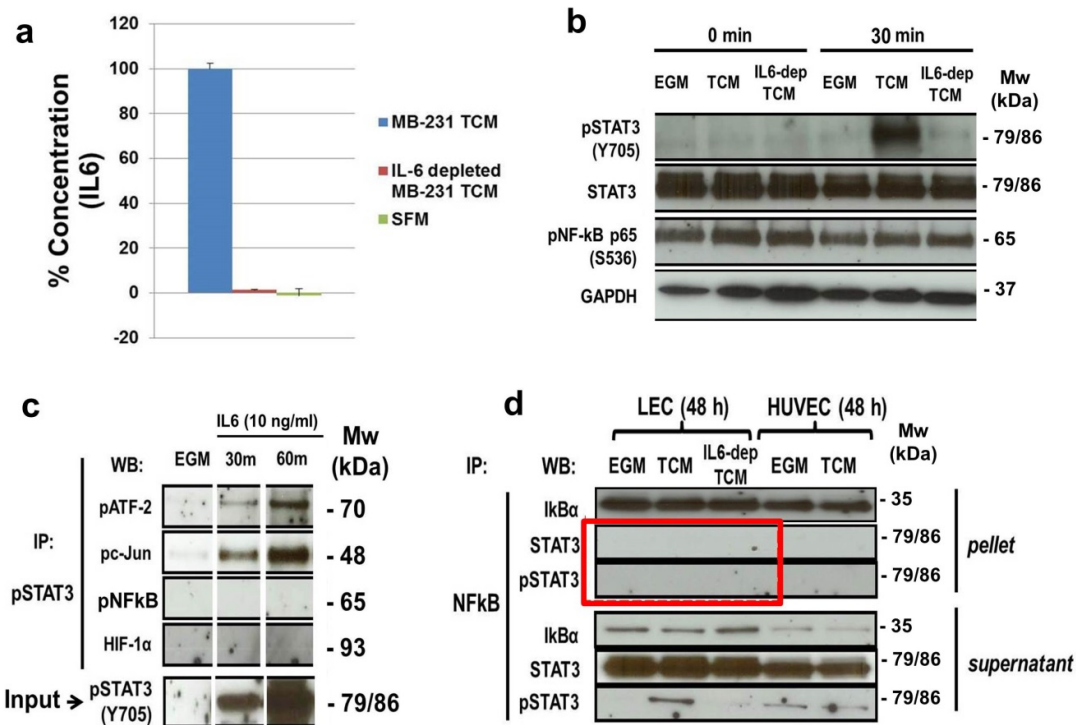 a
120
100
80
60
40
20
0
-20
% Concentration
(IL6)
MB-231 TCM
IL-6 depleted
MB-231 TCM
SFM
b
0 min
30 min
EGM
TCM
IL6-dep
TCM
EGM
TCM
IL6-dep
TCM
Mw
(kDa)
pSTAT3
(Y705)
- 79/86
STAT3
- 79/86
pNF-kB p65
(S536)
- 65
GAPDH
- 37
c
IL6 (10 ng/ml)
WB:
EGM
30m
60m
Mw
(kDa)
IP:
pSTAT3
pATF-2
- 70
pc-Jun
- 48
pNFkB
- 65
HIF-1α
- 93
Input
pSTAT3
(Y705)
- 79/86
d
LEC (48 h)
HUVEC (48 h)
IP:
WB:
EGM
TCM
IL6-dep
TCM
EGM
TCM
Mw
(kDa)
NFkB
IkBα
- 35
STAT3
- 79/86
pSTAT3
- 79/86
pellet
IkBα
- 35
STAT3
- 79/86
pSTAT3
- 79/86
supernatant